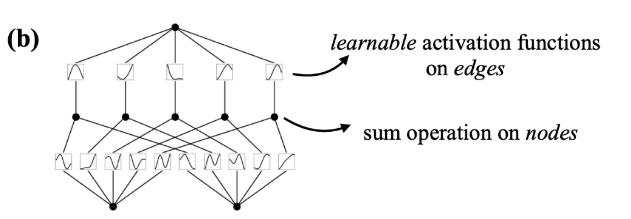 (b)
learnable activation functions
on edges
sum operation on nodes